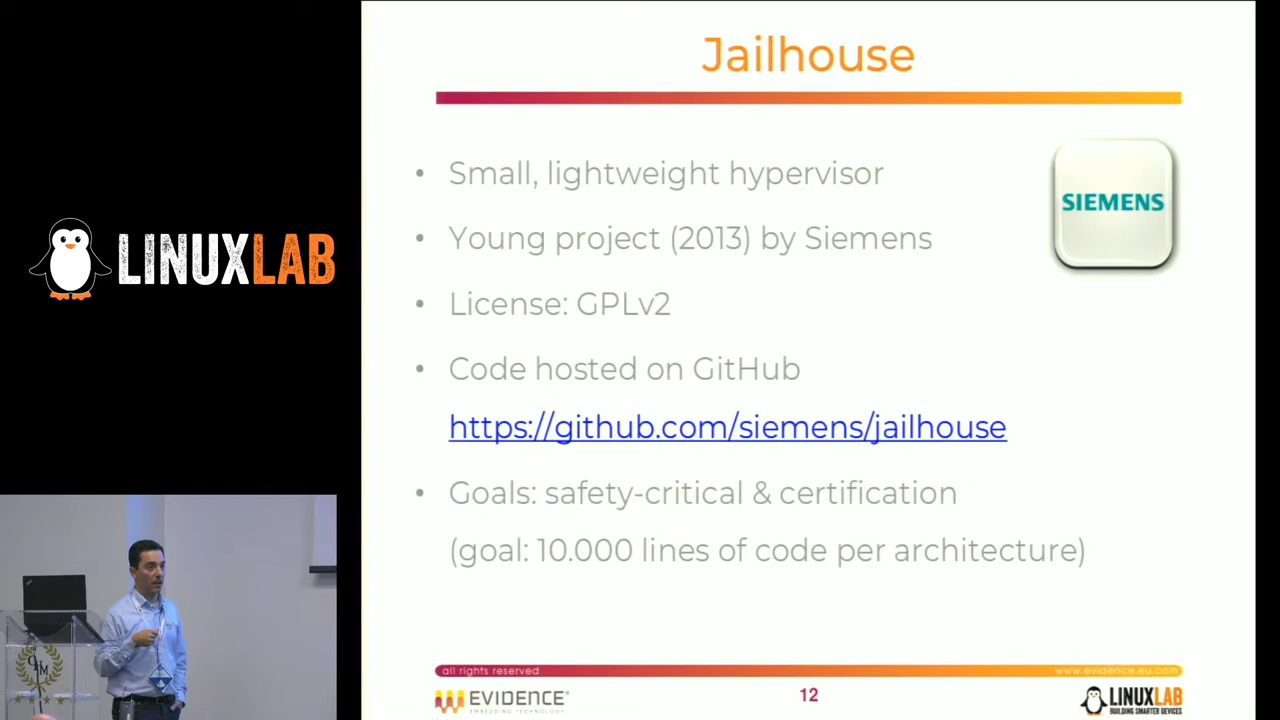 Jailhouse
LINUXLAB
• Small, lightweight hypervisor
SIEMENS
• Young project (2013) by Siemens
• License: GPLv2
• Code hosted on GitHub
https://github.com/siemens/jailhouse
• Goals: safety-critical & certification
(goal: 10.000 lines of code per architecture)
all rights reserved
www.evidence.eu.com
EVIDENCE®
EMBEDDING TECHNOLOGY
12
LINUXLAB
BUILDING SMARTER DEVICES